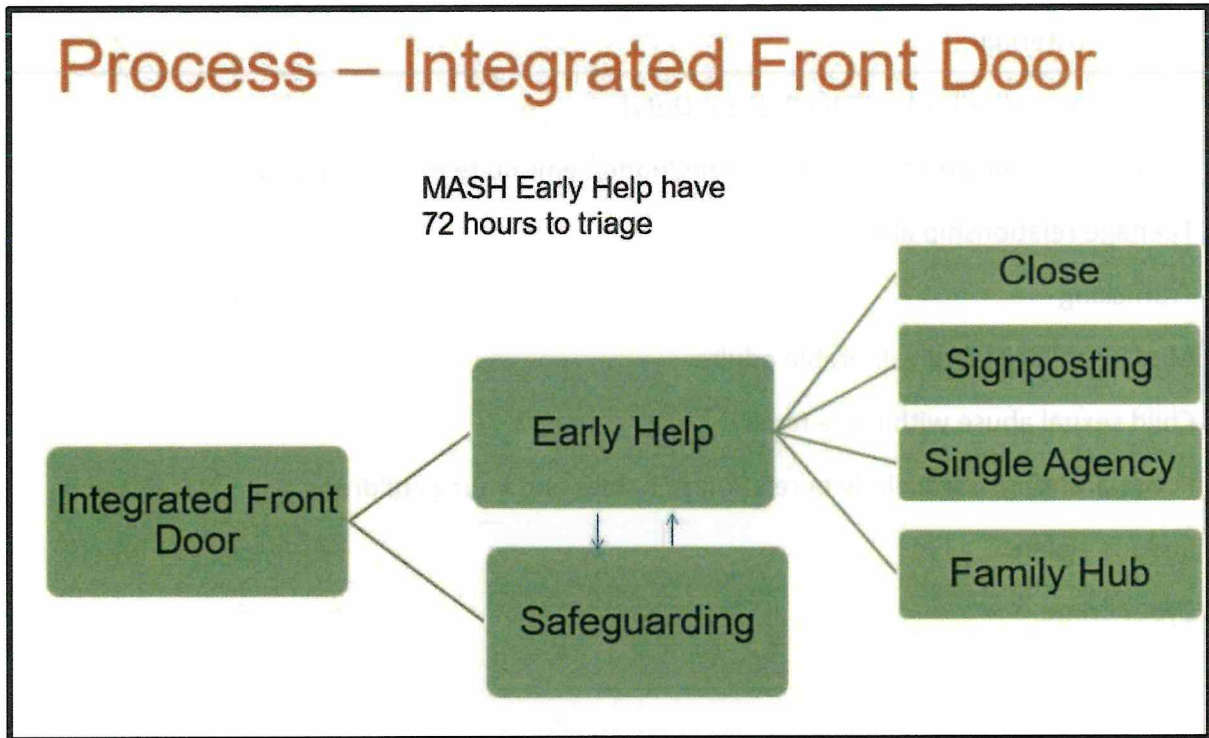 Process – Integrated Front Door
MASH Early Help have
72 hours to triage
Close
Signposting
Early Help
Single Agency
Integrated Front
Door
Family Hub
Safeguarding